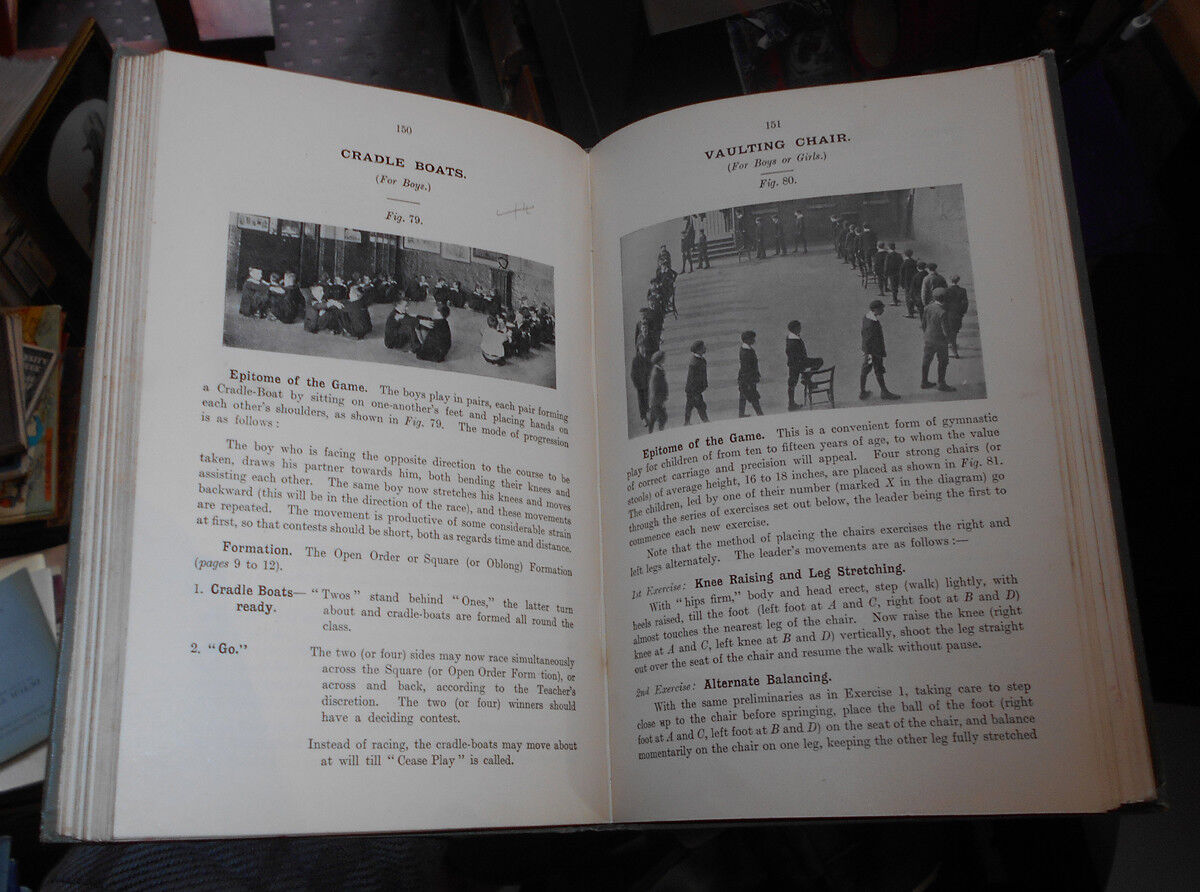 150
CRADLE BOATS.
(For Boys.)
Fig. 79.
Epitome of the Game. The boys play in pairs, each pair forming
a Cradle-Boat by sitting on one-another's feet and placing hands on
each other's shoulders, as shown in Fig. 79. The mode of progression
is as follows :
The boy who is facing the opposite direction to the course to be
taken, draws his partner towards him, both bending their knees and
assisting each other. The same boy now stretches his knees and moves
backward (this will be in the direction of the race), and these movements
are repeated. The movement is productive of some considerable strain
at first, so that contests should be short, both as regards time and distance.
Formation. The Open Order or Square (or Oblong) Formation
(pages 9 to 12).
1. Cradle Boats— "Twos" stand behind "Ones," the latter turn
ready. about and cradle-boats are formed all round the
class.
2. "Go." The two (or four) sides may now race simultaneously
across the Square (or Open Order Form tion), or
across and back, according to the Teacher's
discretion. The two (or four) winners should
have a deciding contest.
Instead of racing, the cradle-boats may move about
at will till "Cease Play" is called.
151
VAULTING CHAIR.
(For Boys or Girls.)
Fig. 80.
Epitome of the Game. This is a convenient form of gymnastic
play for children of from ten to fifteen years of age, to whom the value
of correct carriage and precision will appeal. Four strong chairs (or
stools) of average height, 16 to 18 inches, are placed as shown in Fig. 81.
The children, led by one of their number (marked X in the diagram) go
through the series of exercises set out below, the leader being the first to
commence each new exercise.
Note that the method of placing the chairs exercises the right and
left legs alternately. The leader's movements are as follows :—
1st Exercise: Knee Raising and Leg Stretching.
With "hips firm," body and head erect, step (walk) lightly, with
heels raised, till the foot (left foot at A and C, right foot at B and D)
almost touches the nearest leg of the chair. Now raise the knee (right
knee at A and C, left knee at B and D) vertically, shoot the leg straight
out over the seat of the chair and resume the walk without pause.
2nd Exercise: Alternate Balancing.
With the same preliminaries as in Exercise 1, taking care to step
close up to the chair before springing, place the ball of the foot (right
foot at A and C, left foot at B and D) on the seat of the chair, and balance
momentarily on the chair on one leg, keeping the other leg fully stretched